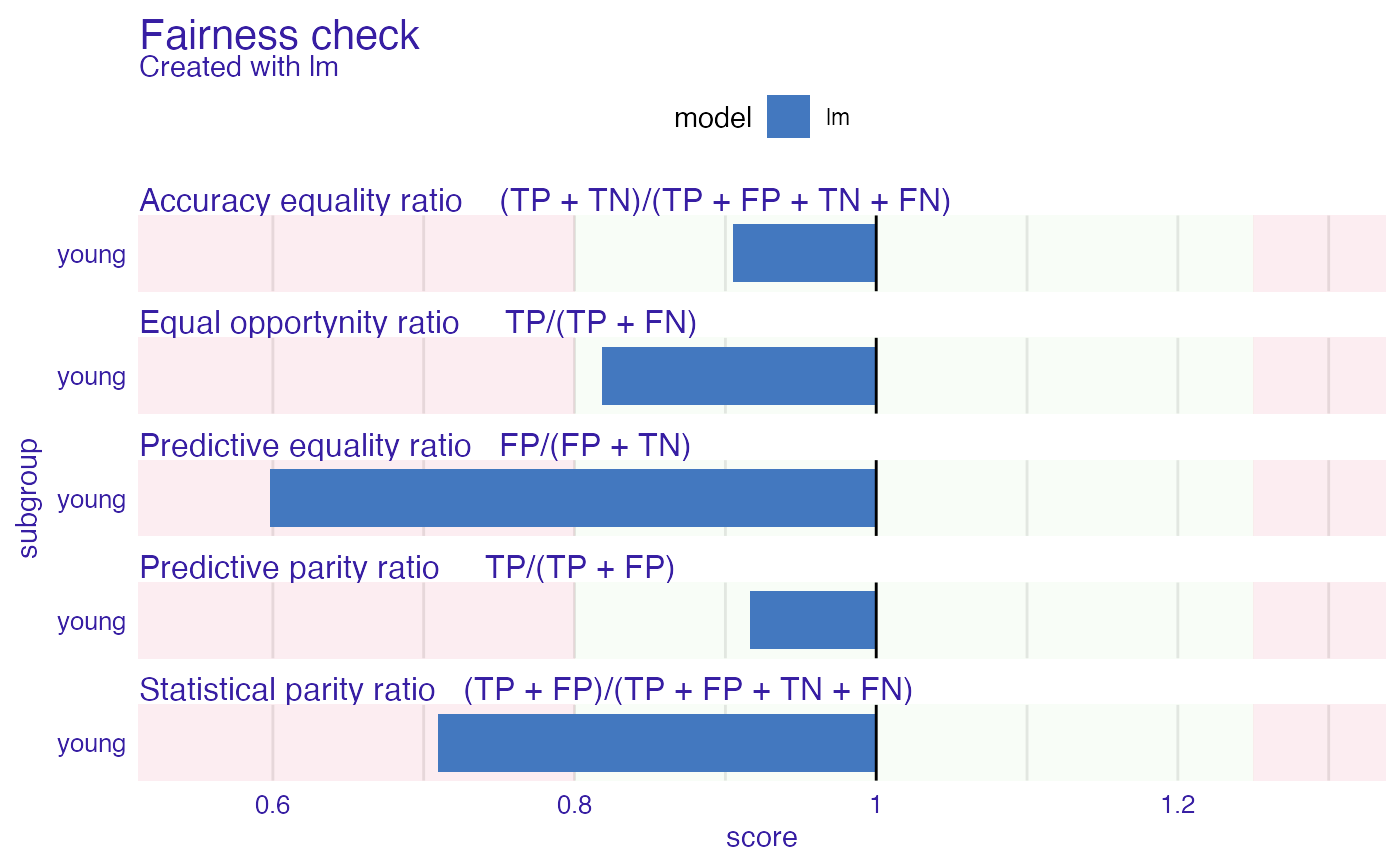 Fairness check
Created with lm
model lm
Accuracy equality ratio (TP + TN)/(TP + FP + TN + FN)
young
Equal opportynity ratio TP/(TP + FN)
young
Predictive equality ratio FP/(FP + TN)
young
Predictive parity ratio TP/(TP + FP)
young
Statistical parity ratio (TP + FP)/(TP + FP + TN + FN)
young
subgroup
0.6 0.8 1 1.2
score